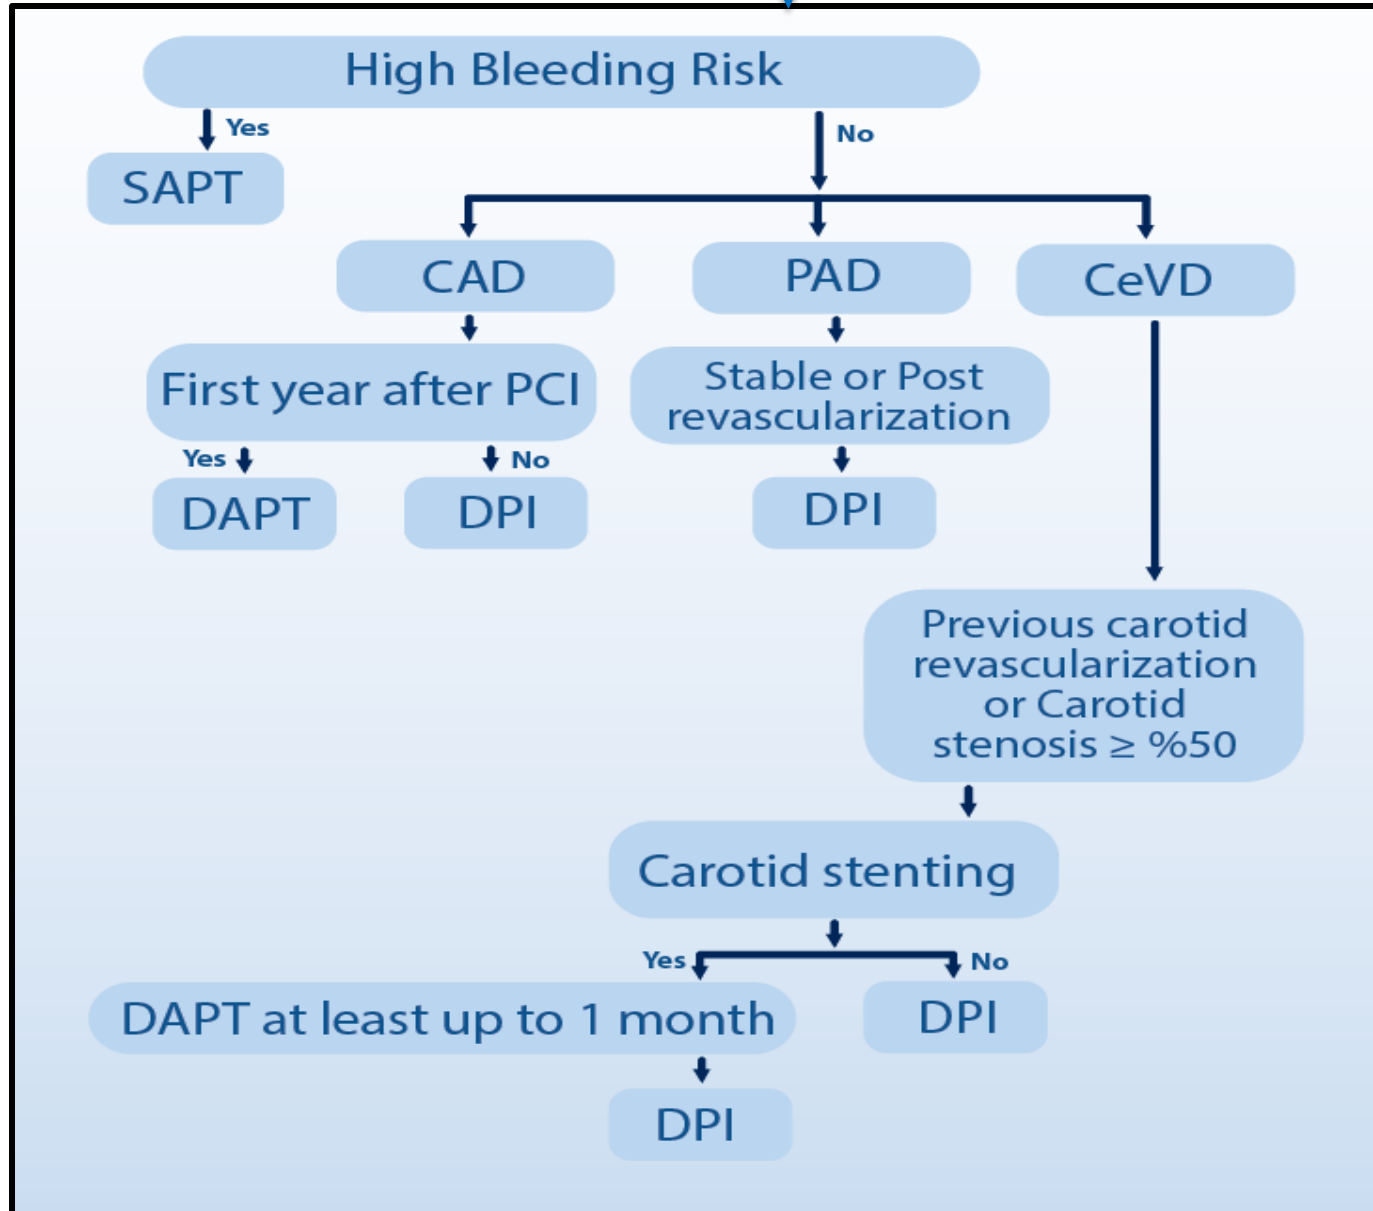 High Bleeding Risk
Yes
No
SAPT
CAD
PAD
CeVD
First year after PCI
Stable or Post
revascularization
Yes
No
DAPT
DPI
DPI
Previous carotid
revascularization
or Carotid
stenosis ≥ %50
Carotid stenting
Yes
No
DAPT at least up to 1 month
DPI
DPI